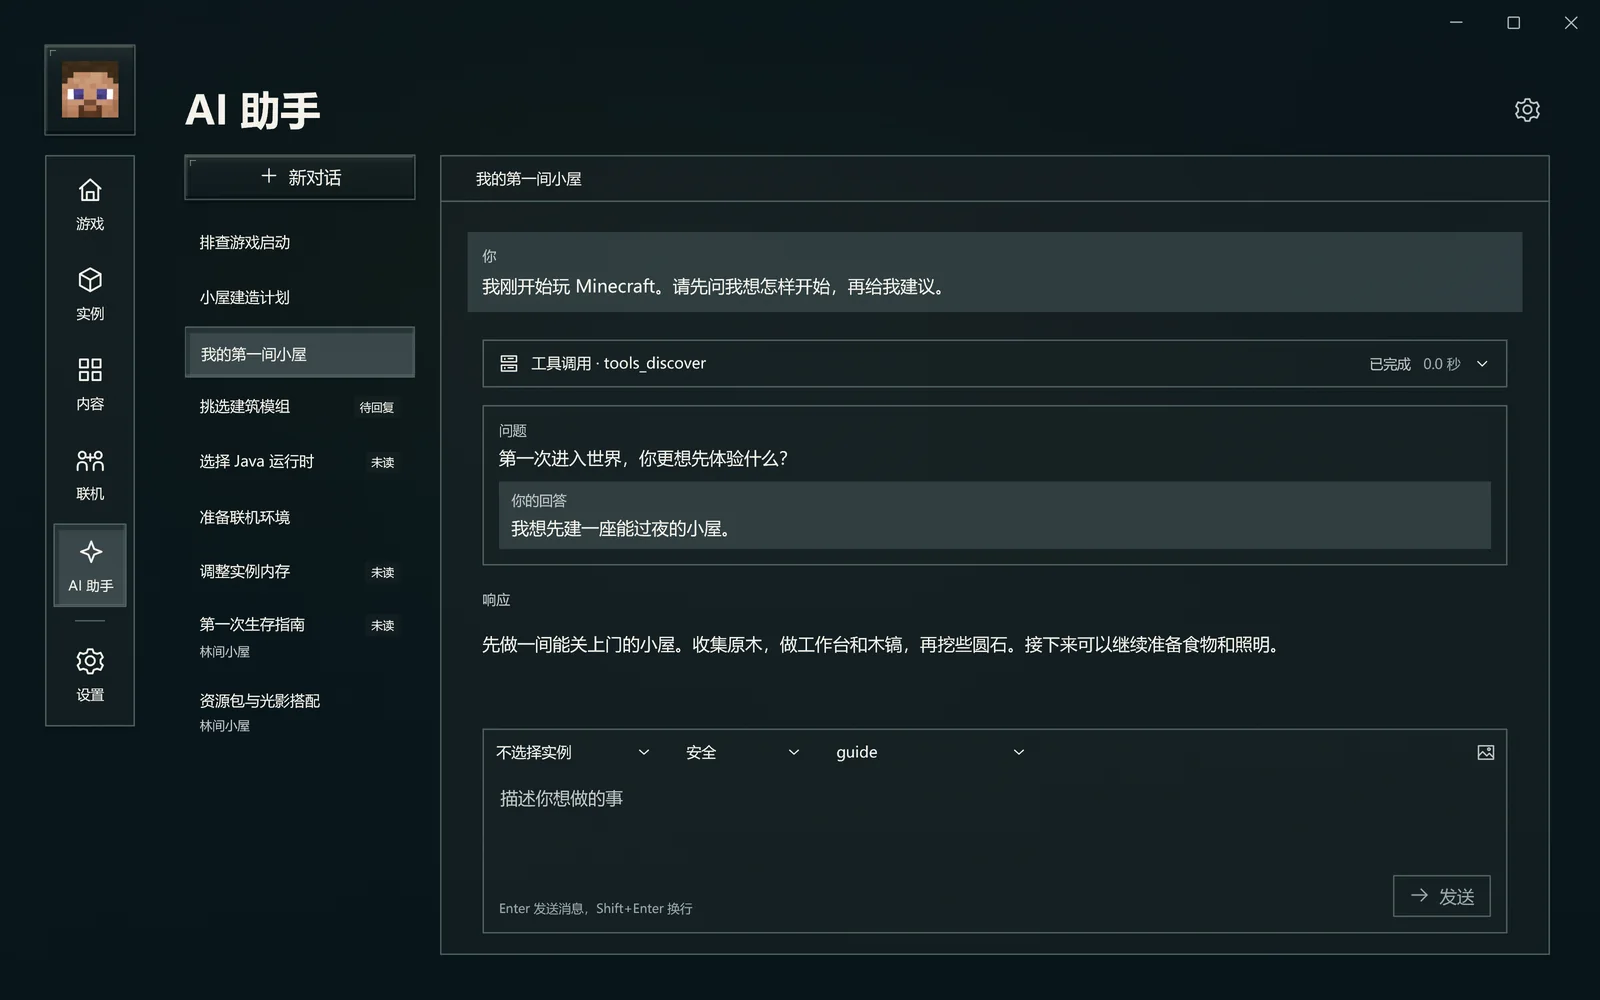 AI 助手
游戏
实例
内容
联机
AI 助手
设置
新对话
排查游戏启动
小屋建造计划
我的第一间小屋
挑选建筑模组 待回复
选择 Java 运行时 未读
准备联机环境
调整实例内存 未读
第一次生存指南 未读
林间小屋
资源包与光影搭配
林间小屋
我的第一间小屋
你
我刚开始玩 Minecraft。请先问我想怎样开始，再给我建议。
工具调用 · tools_discover 已完成 0.0 秒
问题
第一次进入世界，你更想先体验什么？
你的回答
我想先建一座能过夜的小屋。
响应
先做一间能关上门的小屋。收集原木，做工作台和木镐，再挖些圆石。接下来可以继续准备食物和照明。
不选择实例 安全 guide
描述你想做的事
Enter 发送消息，Shift+Enter 换行
发送